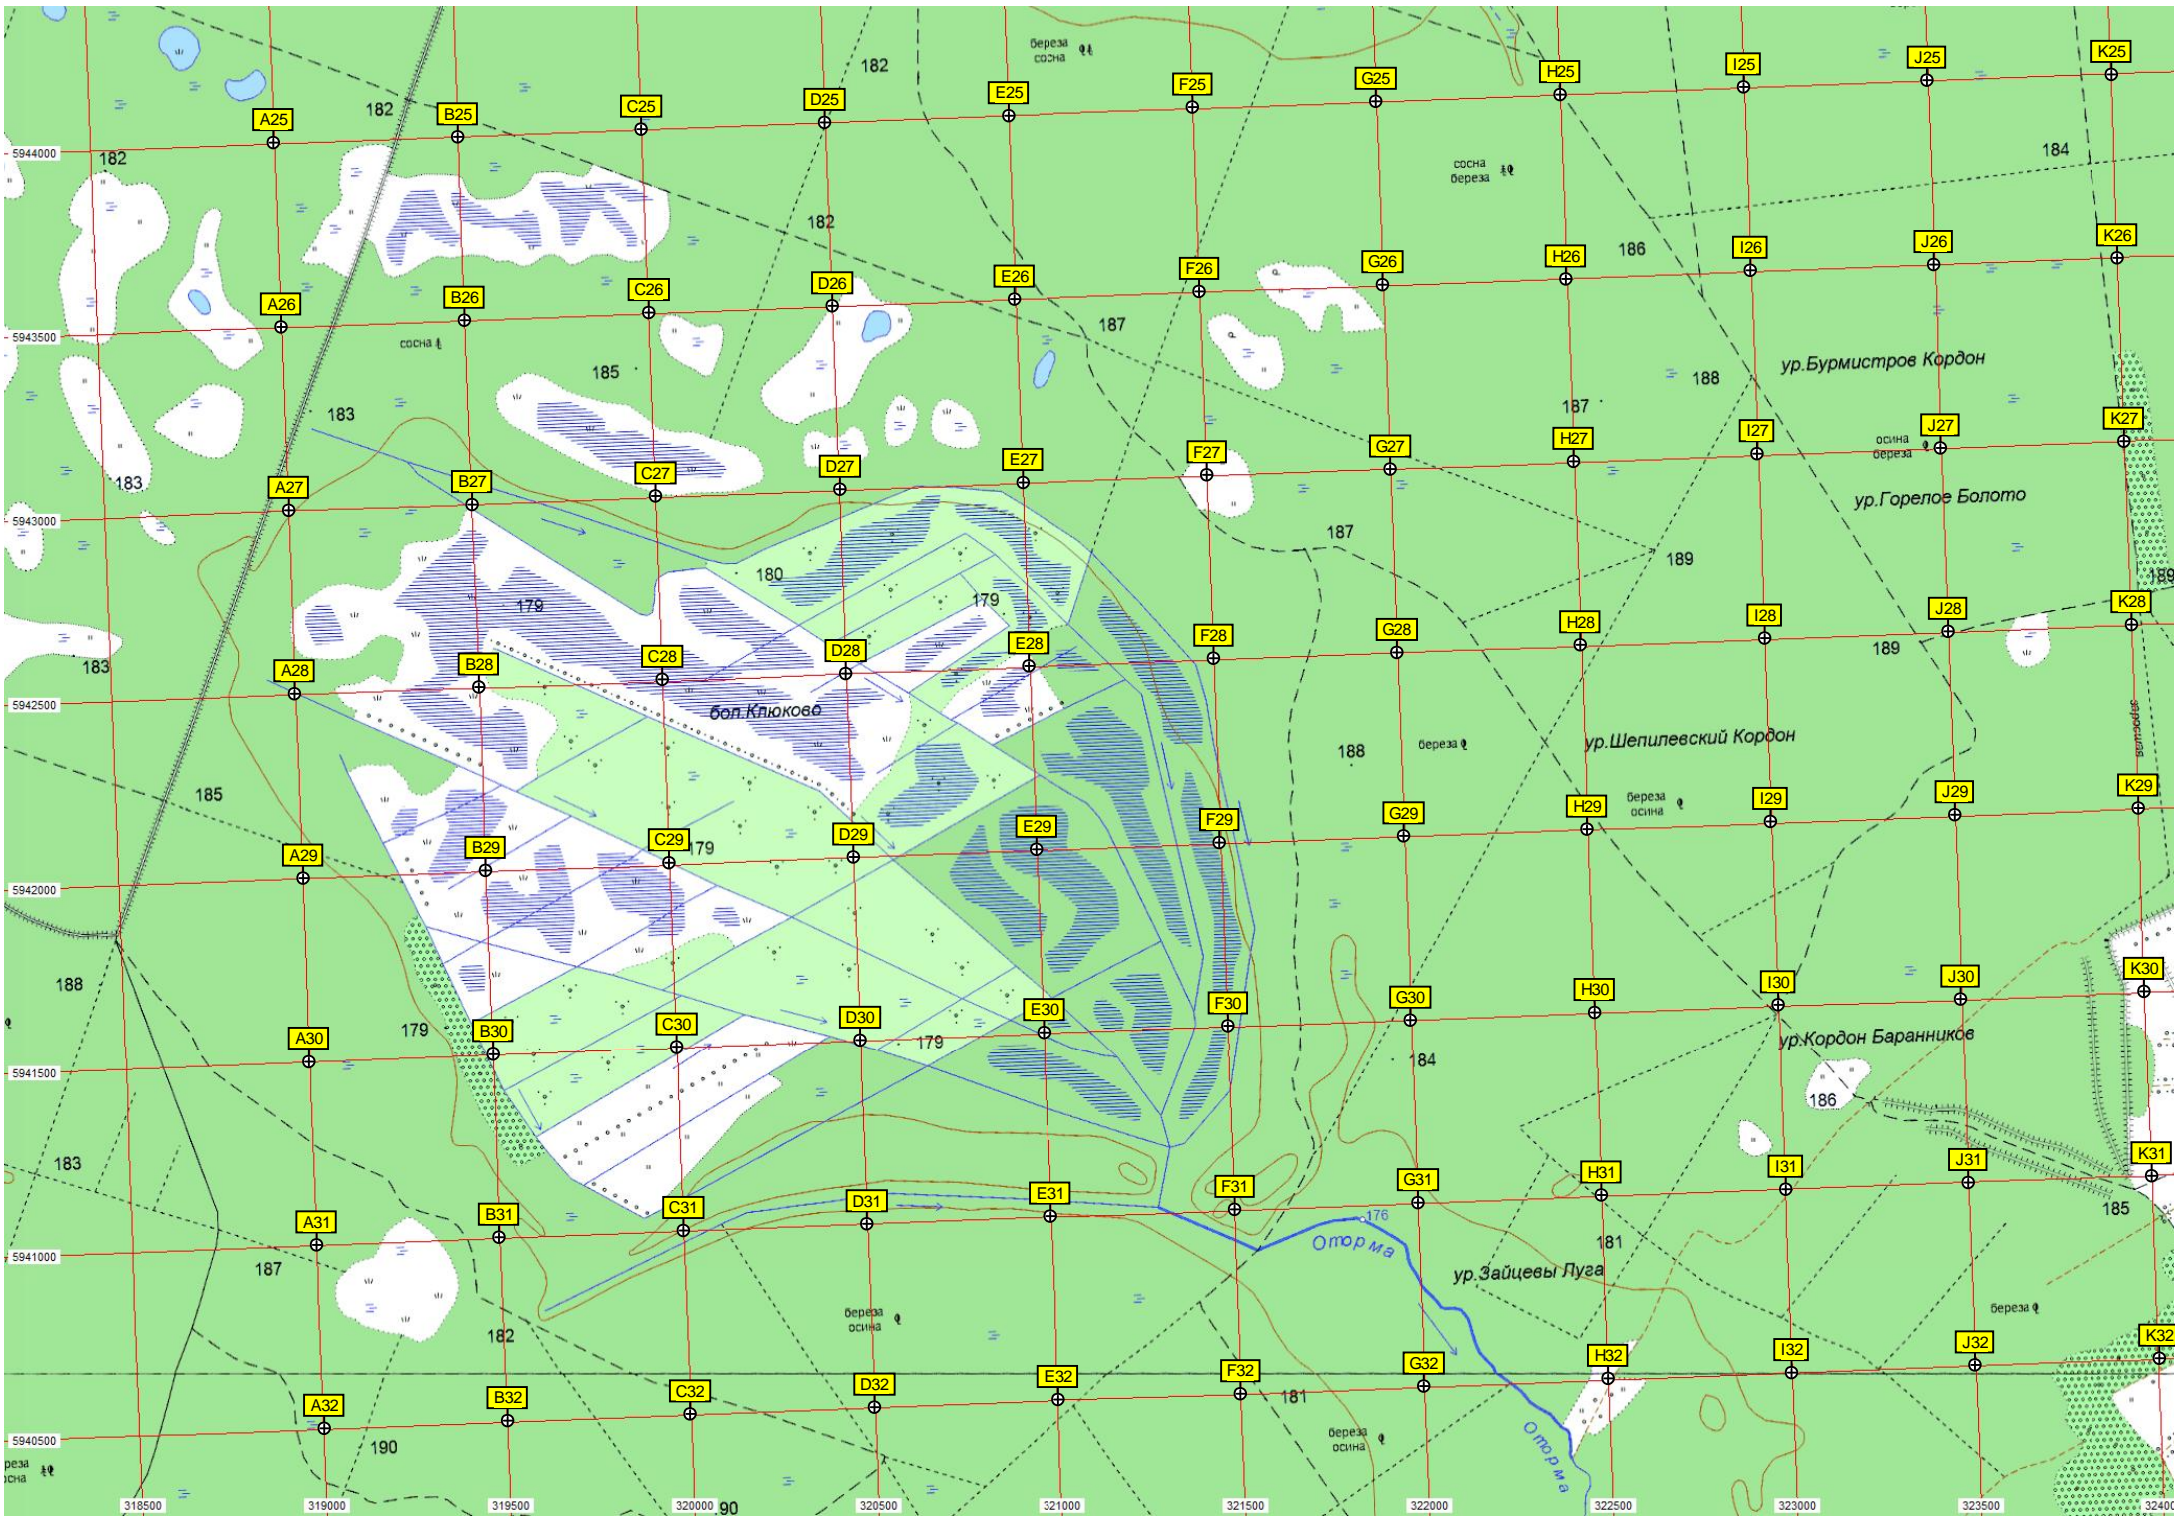 береза
сосна
182
K25
J25
I25
H25
G25
F25
E25
D25
C25
B25
A25
182
5944000
182
184
сосна
береза
182
186
K26
J26
I26
H26
G26
F26
E26
D26
C26
B26
A26
187
5943500
сосна
185
188
ур.Бурмистров Кордон
183
187
K27
J27
I27
H27
G27
F27
E27
D27
C27
B27
A27
осина
береза
183
ур.Горелое Болото
5943000
187
189
180
189
179
179
K28
J28
I28
H28
G28
F28
E28
D28
C28
B28
A28
183
189
5942500
бол.Клюково
заросшая
188
береза
ур.Шепилевский Кордон
185
береза
осина
K29
J29
I29
H29
G29
F29
E29
D29
C29
B29
A29
179
5942000
188
K30
J30
I30
H30
G30
F30
E30
D30
C30
B30
A30
179
179
ур.Кордон Баранников
184
5941500
186
183
K31
J31
I31
H31
G31
F31
E31
D31
C31
B31
A31
185
176
Оторма
181
5941000
187
ур.Зайцевы Луга
береза
осина
береза
182
K32
J32
I32
H32
G32
F32
E32
D32
C32
B32
A32
181
5940500
190
береза
осина
Оторма
90
318500
319000
319500
320000
320500
321000
321500
322000
322500
323000
323500